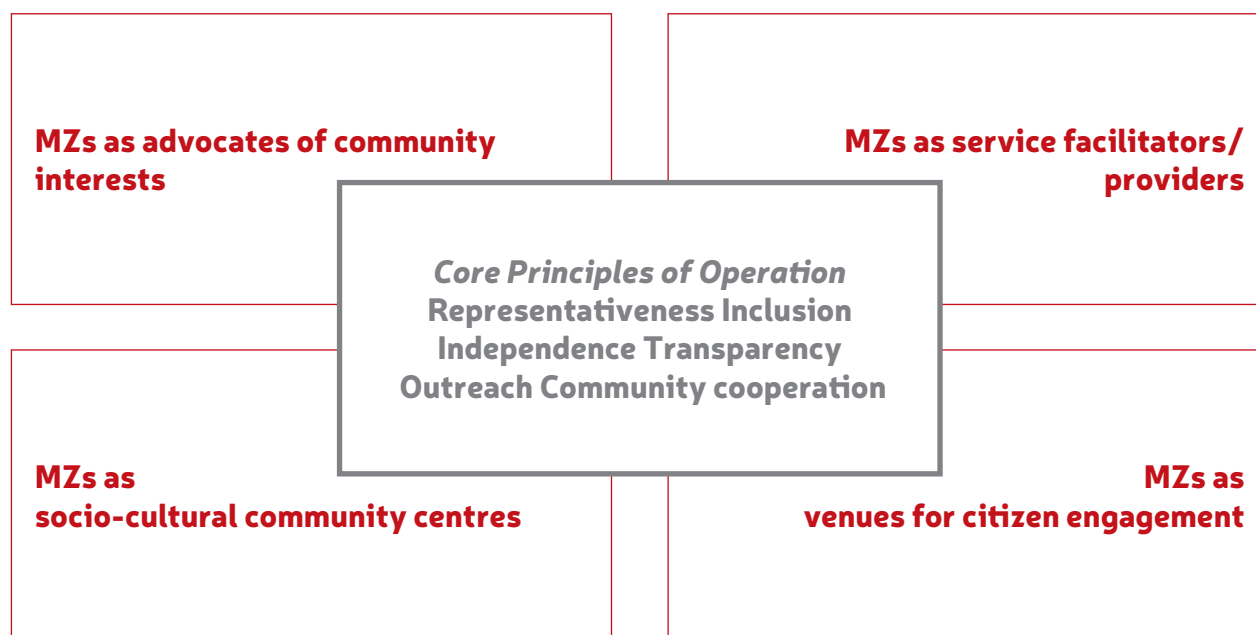 MZs as advocates of community
interests
MZs as service facilitators/
providers
Core Principles of Operation
Representativeness Inclusion
Independence Transparency
Outreach Community cooperation
MZs as
socio-cultural community centres
MZs as
venues for citizen engagement